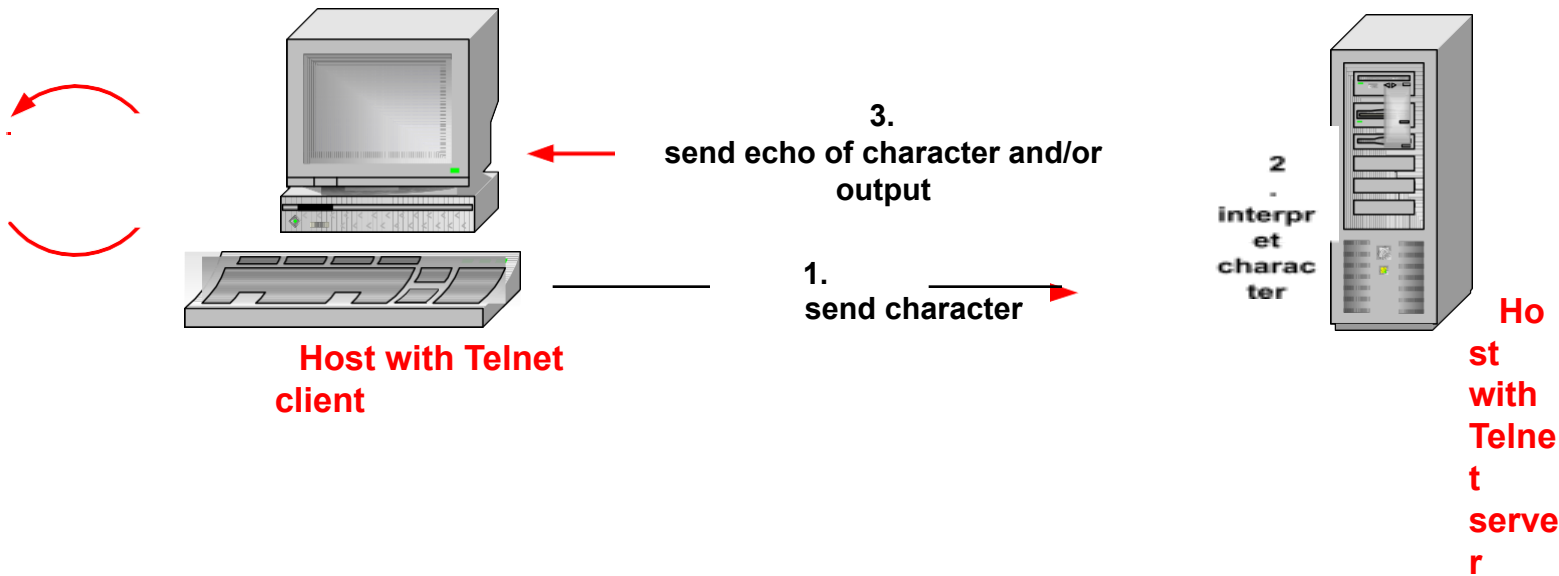 3.
send echo of character and/or
output
2
.
interpr
et
charac
ter
1.
send character
Host with Telnet
client
Ho
st
with
Telne
t
serve
r